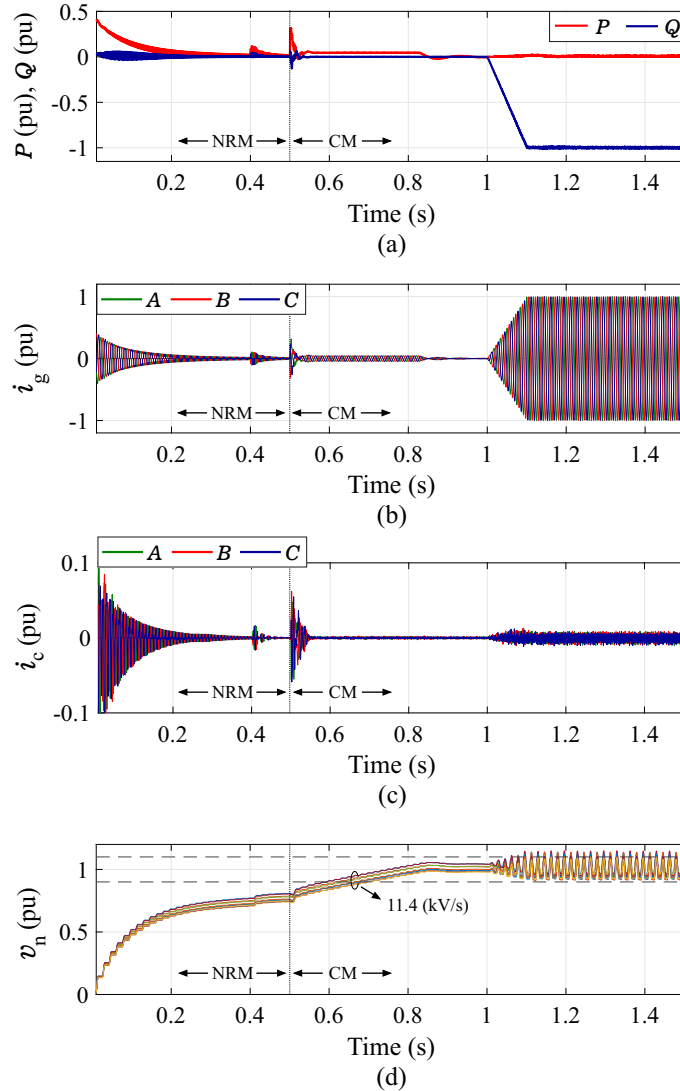 P (pu), Q (pu)
0.5
0
-0.5
-1
P Q
NRM CM
0.2 0.4 0.6 0.8 1 1.2 1.4
Time (s)
(a)
i_g (pu)
A B C
1
0
-1
NRM CM
0.2 0.4 0.6 0.8 1 1.2 1.4
Time (s)
(b)
i_c (pu)
A B C
0.1
0
-0.1
NRM CM
0.2 0.4 0.6 0.8 1 1.2 1.4
Time (s)
(c)
v_n (pu)
1
0.5
0
11.4 (kV/s)
NRM CM
0.2 0.4 0.6 0.8 1 1.2 1.4
Time (s)
(d)